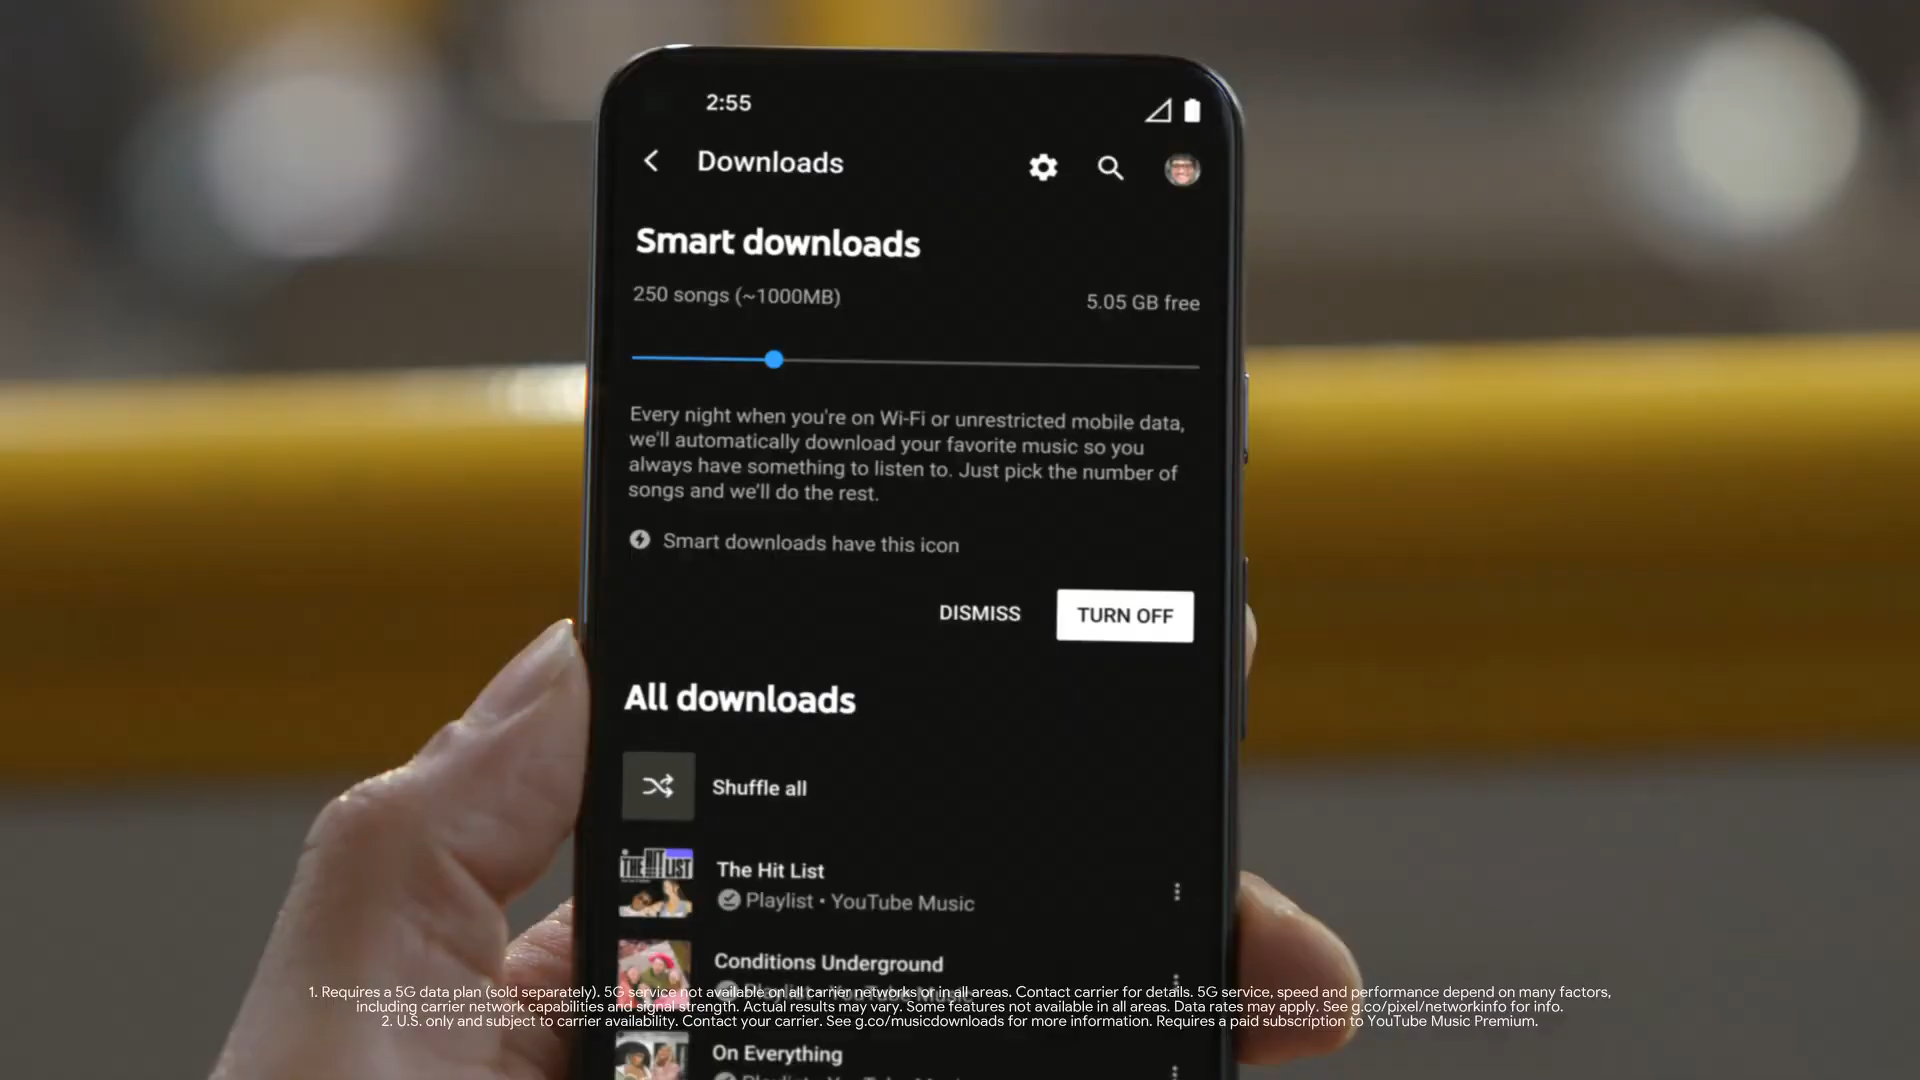 2:55
Downloads
Smart downloads
250 songs (~1000MB)
5.05 GB free
Every night when you're on Wi-Fi or unrestricted mobile data,
we'll automatically download your favorite music so you
always have something to listen to. Just pick the number of
songs and we'll do the rest.
Smart downloads have this icon
DISMISS
TURN OFF
All downloads
Shuffle all
THE HIT LIST
The Hit List
Playlist • YouTube Music
Conditions Underground
Playlist • YouTube Music
1. Requires a 5G data plan (sold separately). 5G service not available on all carrier networks or in all areas. Contact carrier for details. 5G service, speed and performance depend on many factors,
including carrier network capabilities and signal strength. Actual results may vary. Some features not available in all areas. Data rates may apply. See g.co/pixel/networkinfo for info.
2. U.S. only and subject to carrier availability. Contact your carrier. See g.co/musicdownloads for more information. Requires a paid subscription to YouTube Music Premium.
On Everything